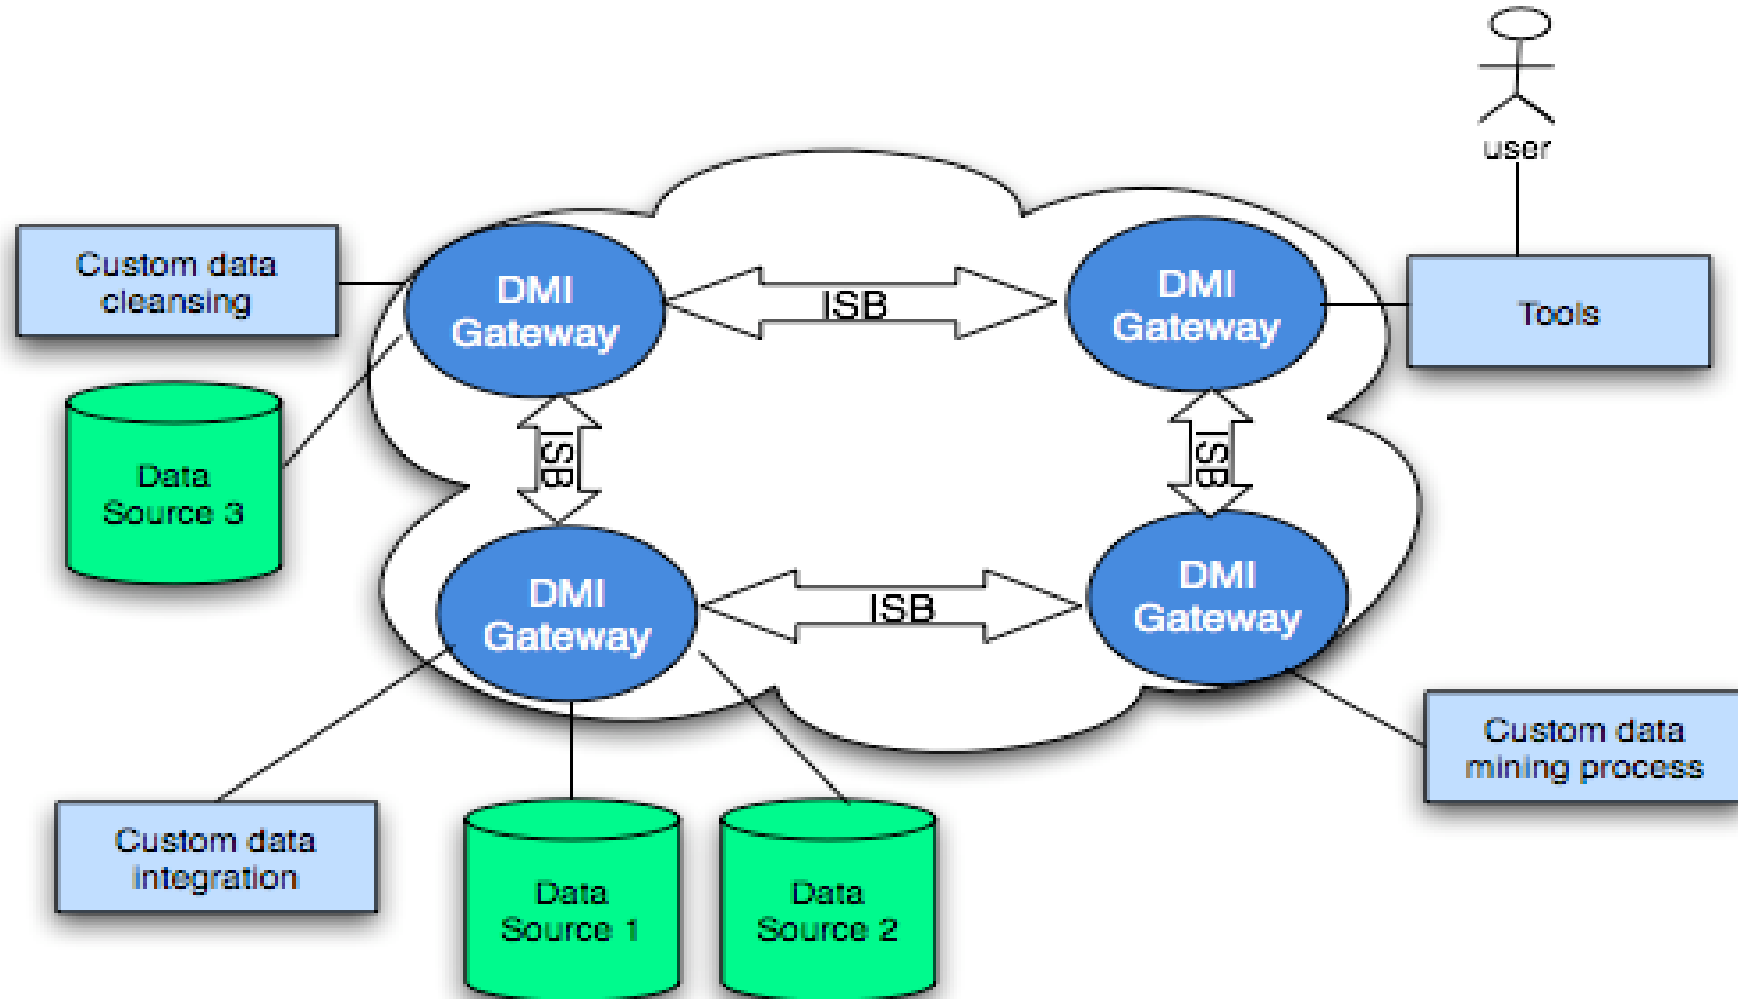 user
Custom data
cleansing
DMI
Gateway
ISB
DMI
Gateway
Tools
Data
Source 3
ISB
ISB
DMI
Gateway
ISB
DMI
Gateway
Custom data
mining process
Custom data
integration
Data
Source 1
Data
Source 2